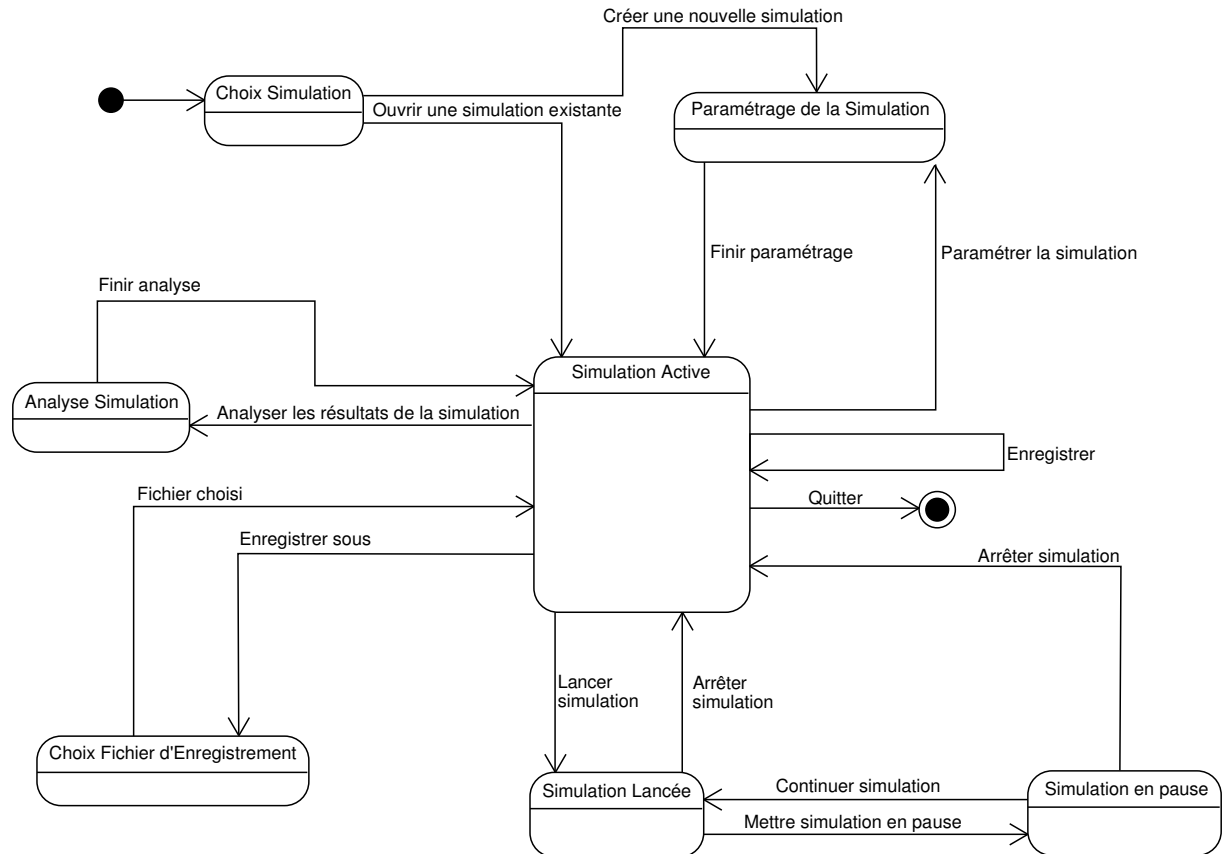 Créer une nouvelle simulation
Choix Simulation
Ouvrir une simulation existante
Paramétrage de la Simulation
Finir paramétrage
Paramétrer la simulation
Finir analyse
Simulation Active
Analyse Simulation
Analyser les résultats de la simulation
Enregistrer
Fichier choisi
Quitter
Enregistrer sous
Arrêter simulation
Lancer
simulation
Arrêter
simulation
Choix Fichier d'Enregistrement
Simulation Lancée
Continuer simulation
Simulation en pause
Mettre simulation en pause